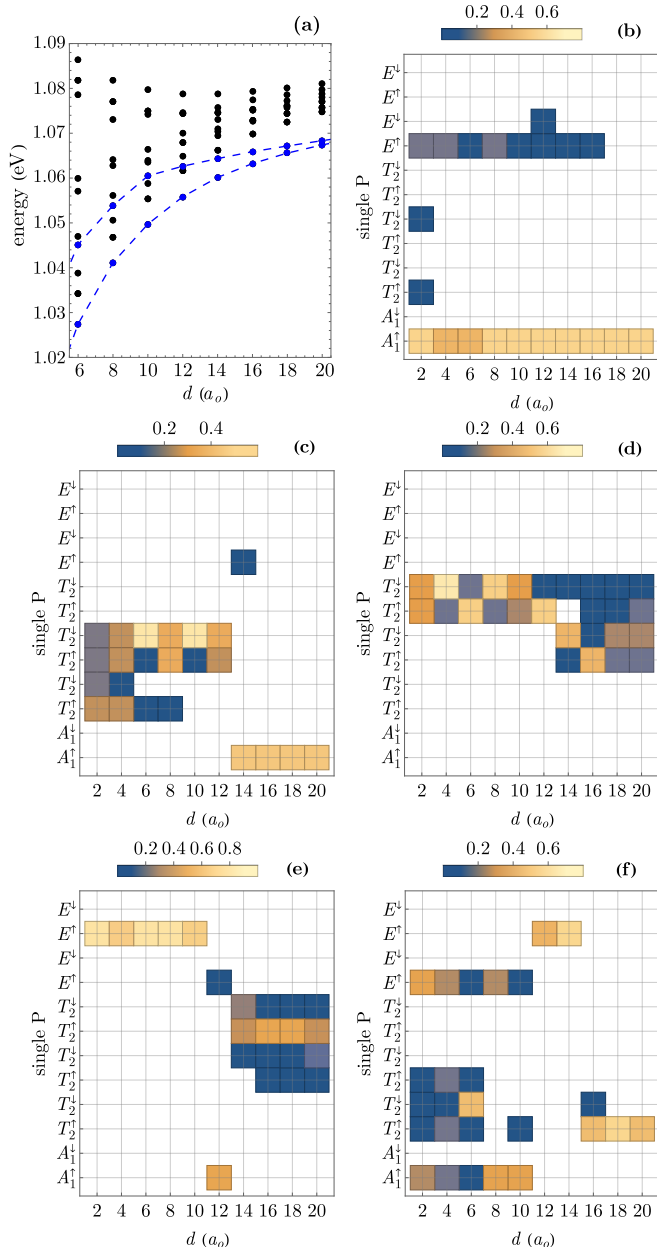 (a)
1.09
1.08
1.07
1.06
1.05
1.04
1.03
1.02
energy (eV)
6 8 10 12 14 16 18 20
d (a₀)
0.2 0.4 0.6
(b)
E↓
E↑
E↓
E↑
T₂↓
T₂↑
T₂↓
T₂↑
T₂↓
T₂↑
A₁↓
A₁↑
single P
2 4 6 8 10 12 14 16 18 20
d (a₀)
0.2 0.4
(c)
E↓
E↑
E↓
E↑
T₂↓
T₂↑
T₂↓
T₂↑
T₂↓
T₂↑
A₁↓
A₁↑
single P
2 4 6 8 10 12 14 16 18 20
d (a₀)
0.2 0.4 0.6
(d)
E↓
E↑
E↓
E↑
T₂↓
T₂↑
T₂↓
T₂↑
T₂↓
T₂↑
A₁↓
A₁↑
single P
2 4 6 8 10 12 14 16 18 20
d (a₀)
0.2 0.4 0.6 0.8
(e)
E↓
E↑
E↓
E↑
T₂↓
T₂↑
T₂↓
T₂↑
T₂↓
T₂↑
A₁↓
A₁↑
single P
2 4 6 8 10 12 14 16 18 20
d (a₀)
0.2 0.4 0.6
(f)
E↓
E↑
E↓
E↑
T₂↓
T₂↑
T₂↓
T₂↑
T₂↓
T₂↑
A₁↓
A₁↑
single P
2 4 6 8 10 12 14 16 18 20
d (a₀)